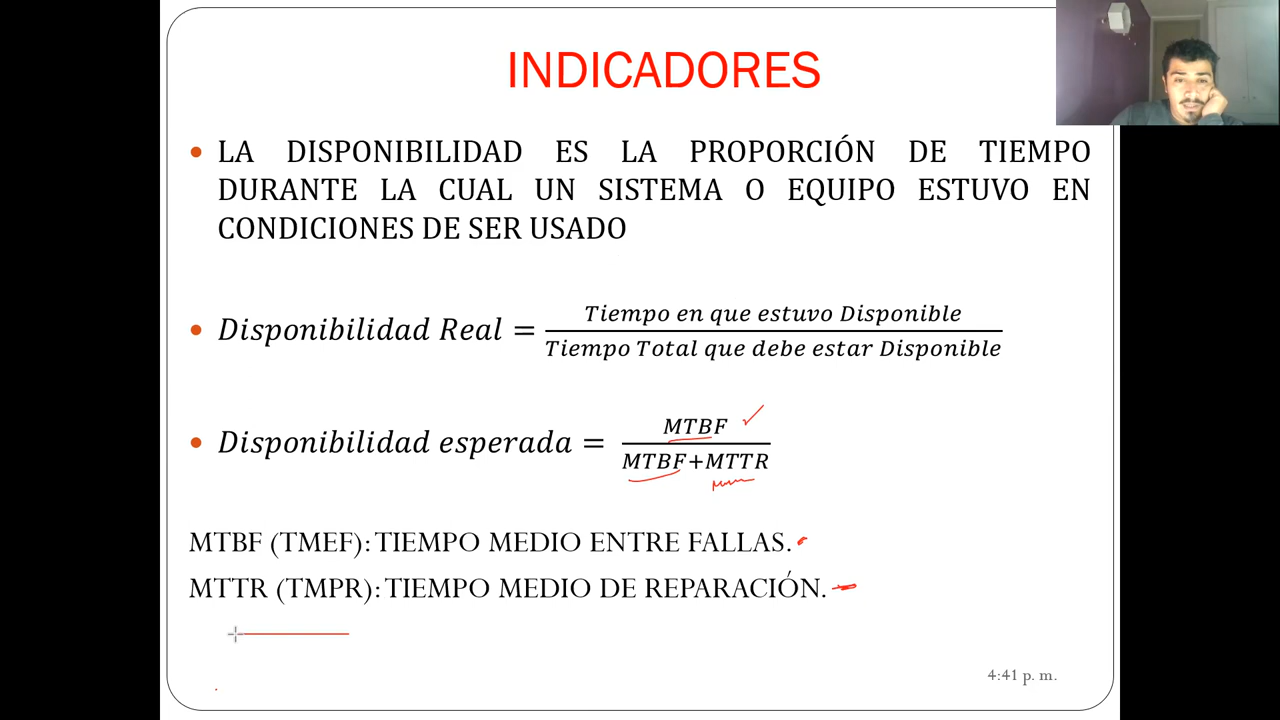 INDICADORES
LA DISPONIBILIDAD ES LA PROPORCIÓN DE TIEMPO
DURANTE LA CUAL UN SISTEMA O EQUIPO ESTUVO EN
CONDICIONES DE SER USADO
Disponibilidad Real = Tiempo en que estuvo Disponible / Tiempo Total que debe estar Disponible
Disponibilidad esperada = MTBF / MTBF+MTTR
MTBF (TMEF): TIEMPO MEDIO ENTRE FALLAS.
MTTR (TMPR): TIEMPO MEDIO DE REPARACIÓN.
4:41 p. m.